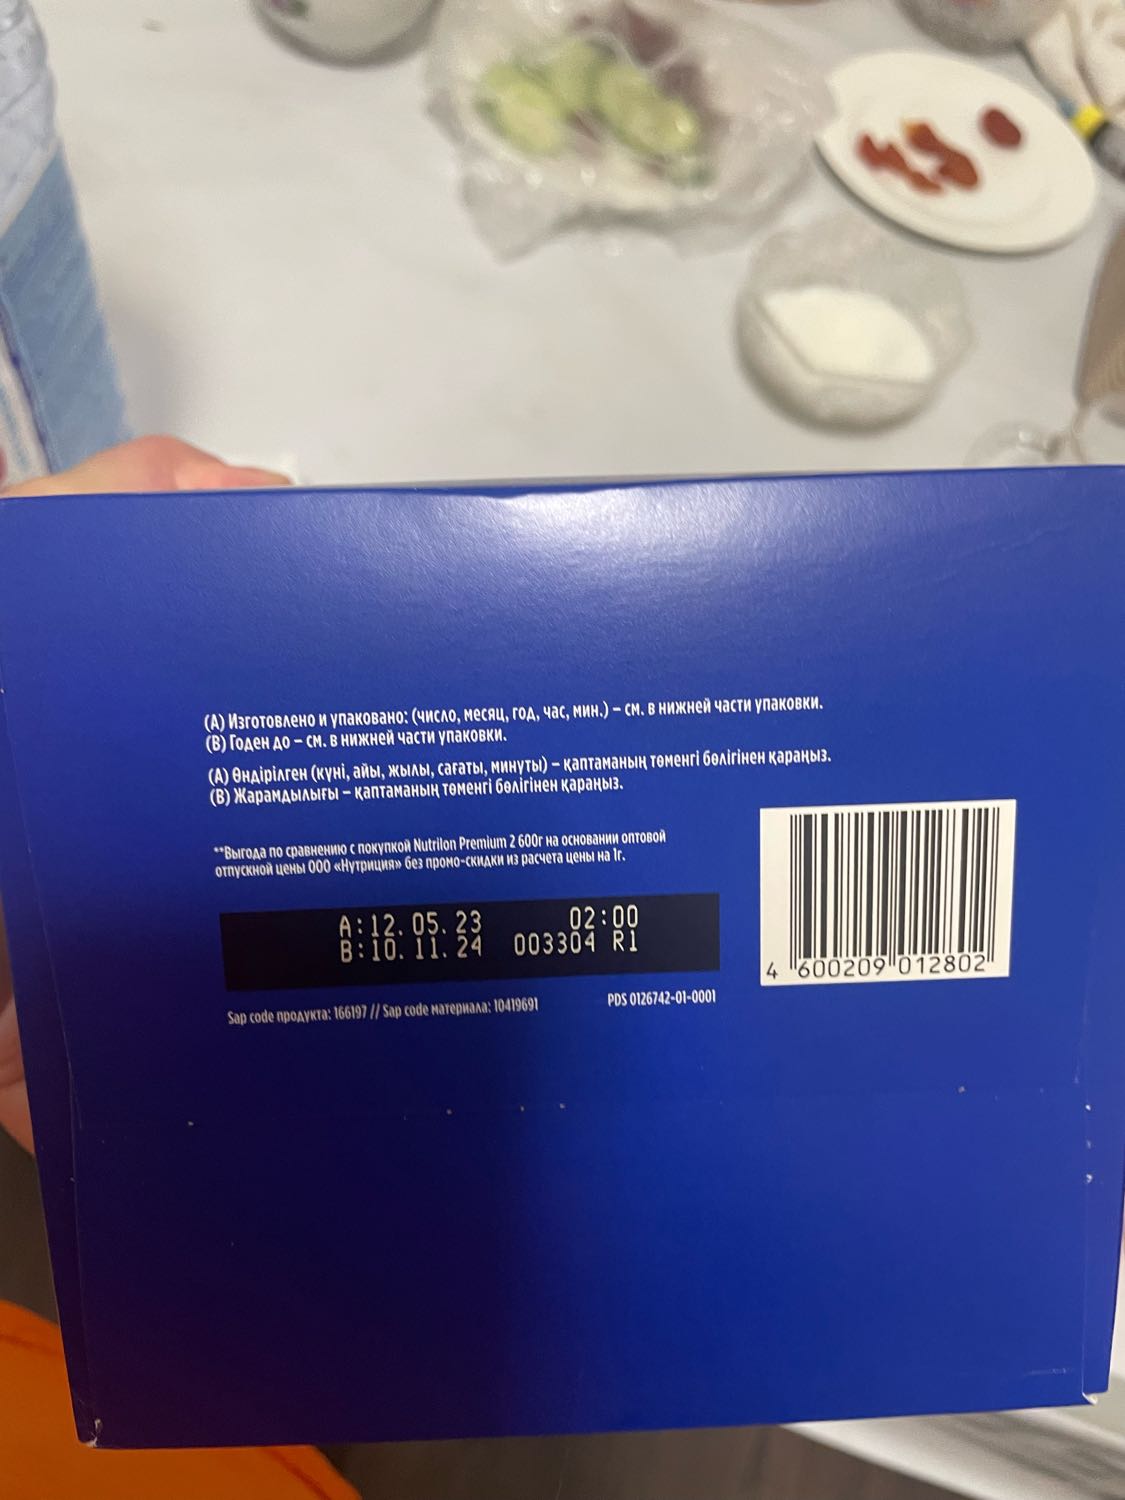 (A) Изготовлено и упаковано: (число, месяц, год, час, мин.) – см. в нижней части упаковки.
(B) Годен до – см. в нижней части упаковки.
(A) Өндірілген (күні, айы, жылы, сағаты, минуты) – қаптаманың төменгі бөлігінен қараңыз.
(B) Жарамдылығы – қаптаманың төменгі бөлігінен қараңыз.
**Выгода по сравнению с покупкой Nutrilon Premium 2 600г на основании оптовой
отпускной цены ООО «Нутриция» без промо-скидки из расчета цены на 1г.
A:12. 05. 23 02:00
B:10. 11. 24 003304 R1
4 600209 012802
Sap code продукта: 166197 // Sap code материала: 10419691 PDS 0126742-01-0001